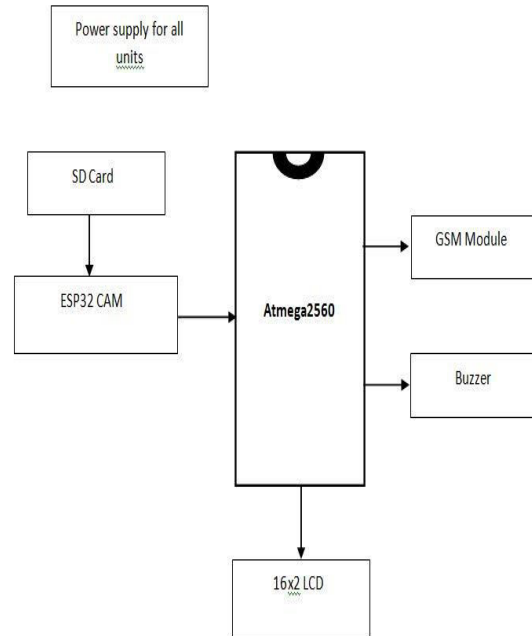 Power supply for all
units
SD Card
ESP32 CAM
Atmega2560
GSM Module
Buzzer
16x2 LCD